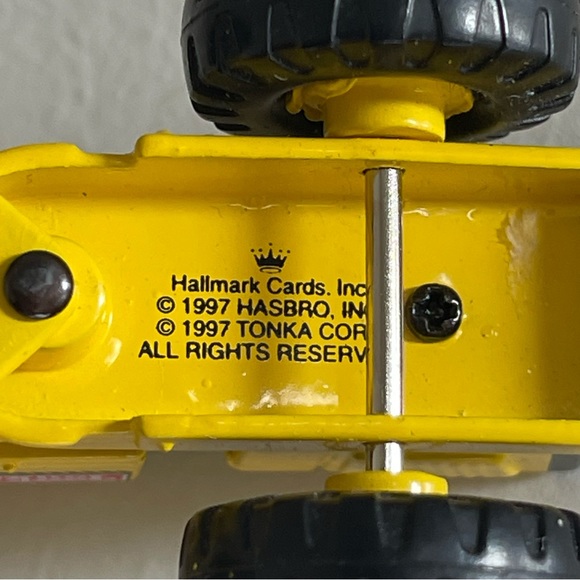 Hallmark Cards. Inc
© 1997 HASBRO, IN
© 1997 TONKA COR
ALL RIGHTS RESERV